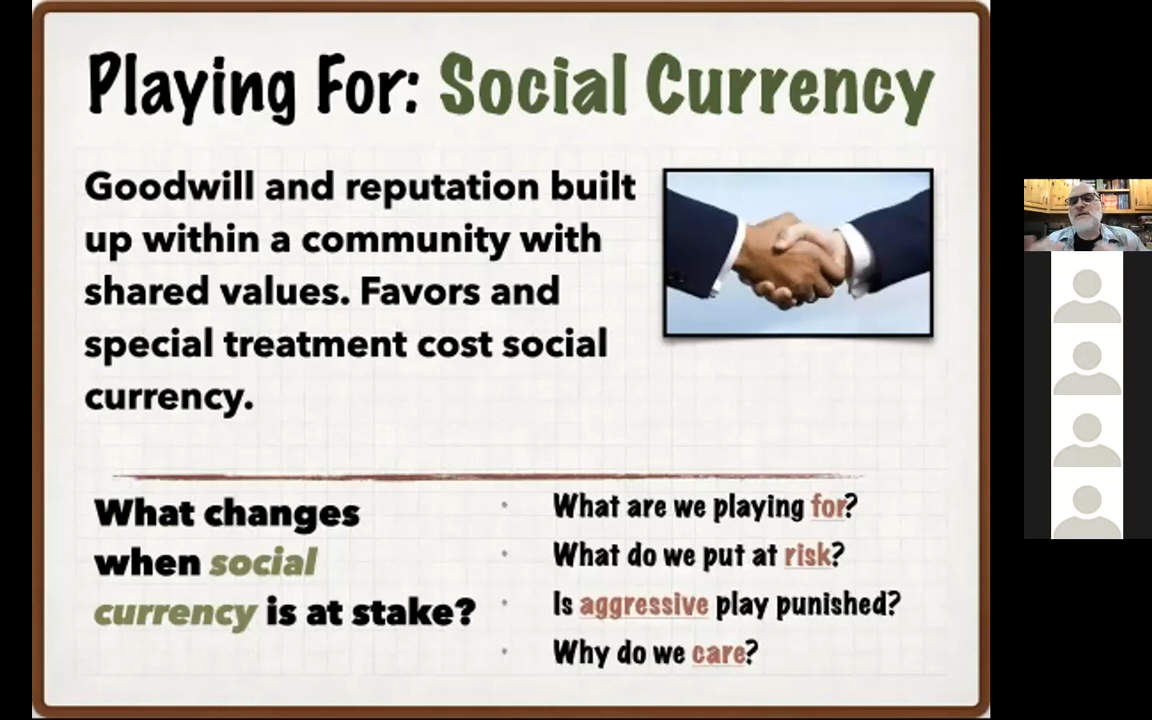 Playing For: Social Currency
Goodwill and reputation built
up within a community with
shared values. Favors and
special treatment cost social
currency.
What changes
when social
currency is at stake?
• What are we playing for?
• What do we put at risk?
• Is aggressive play punished?
• Why do we care?